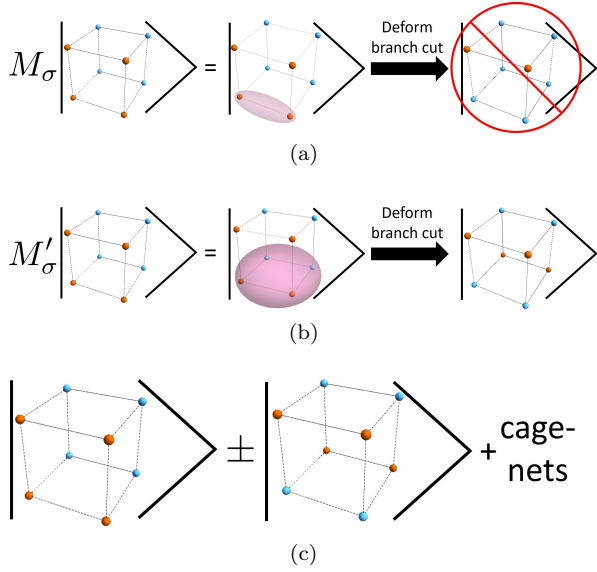 Mσ = Deform
branch cut
(a)
M'σ = Deform
branch cut
(b)
± + cage-
nets
(c)